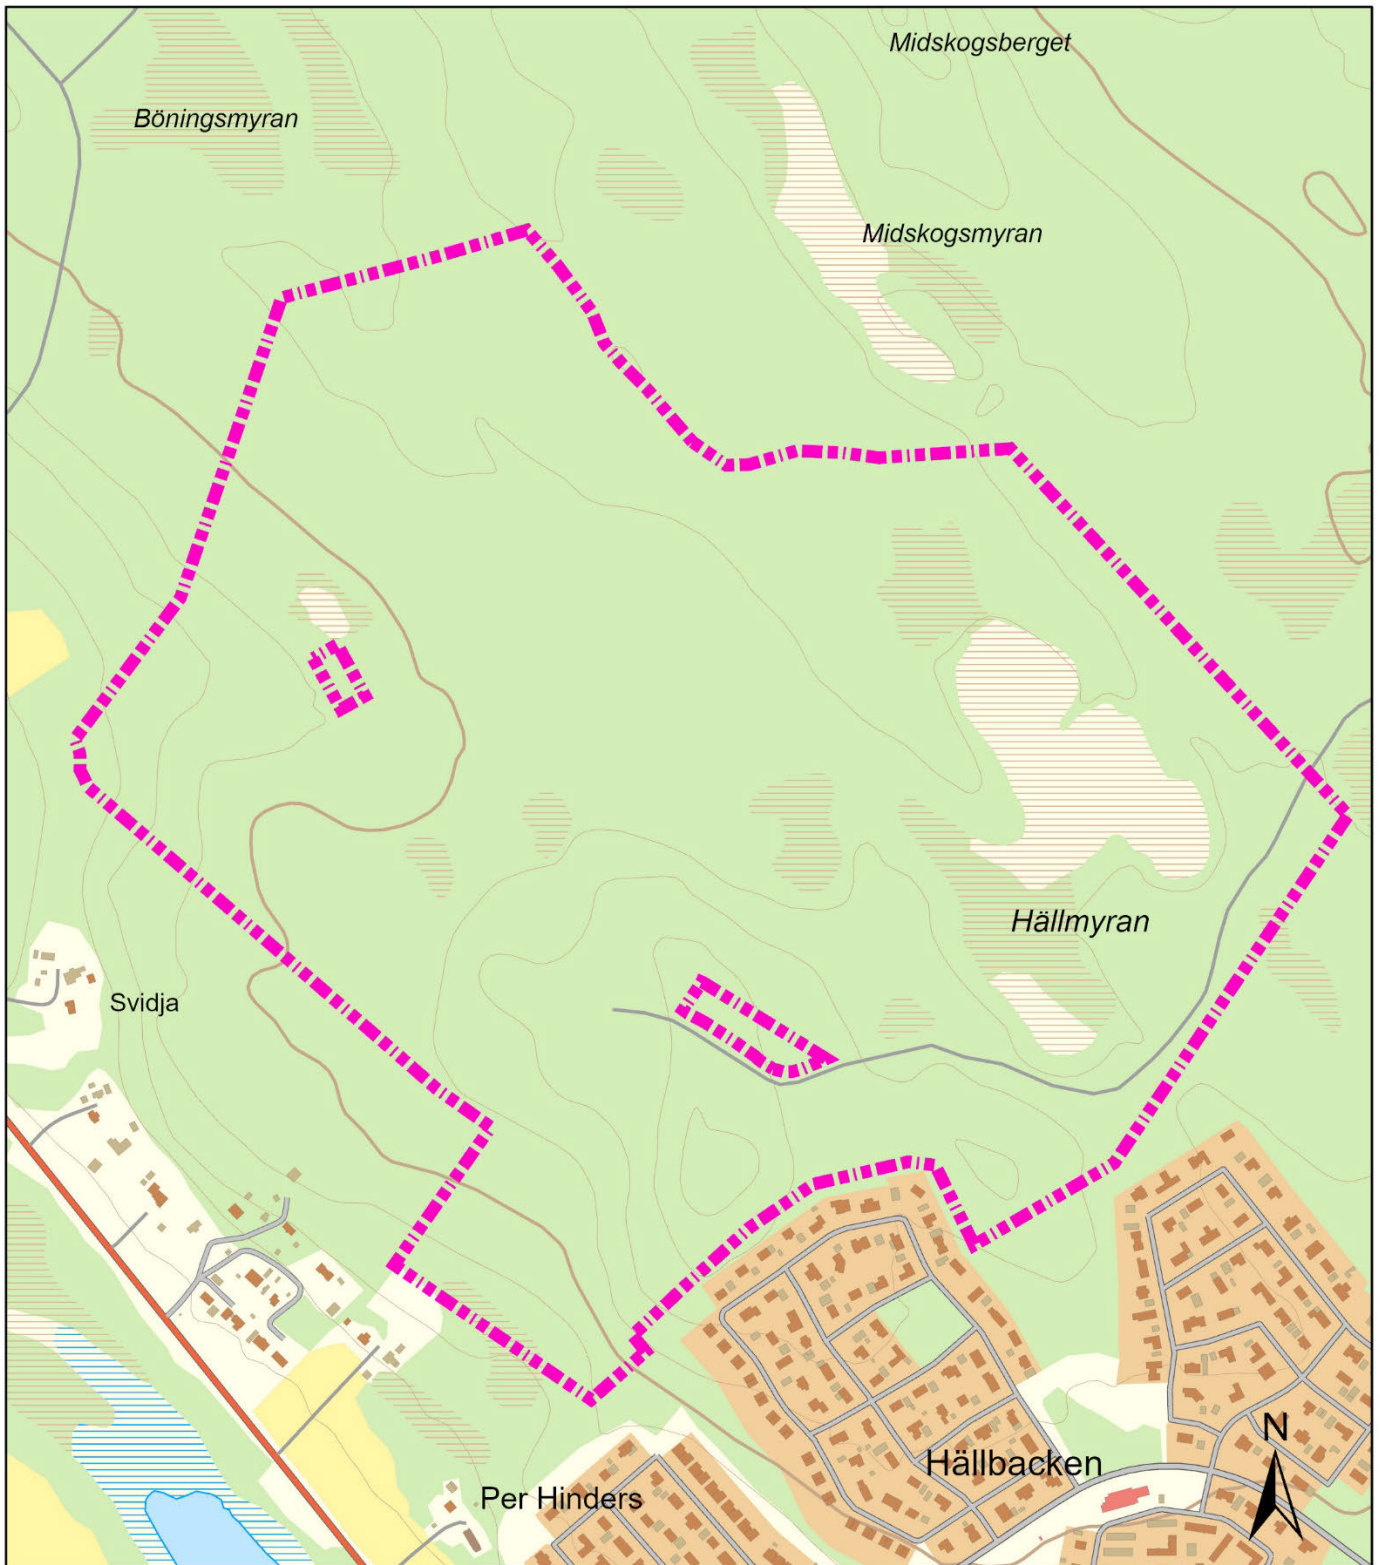 Midskogsberget
Böningsmyran
Midskogsmyran
Hällmyran
Svidja
N
Hällbacken
Per Hinders